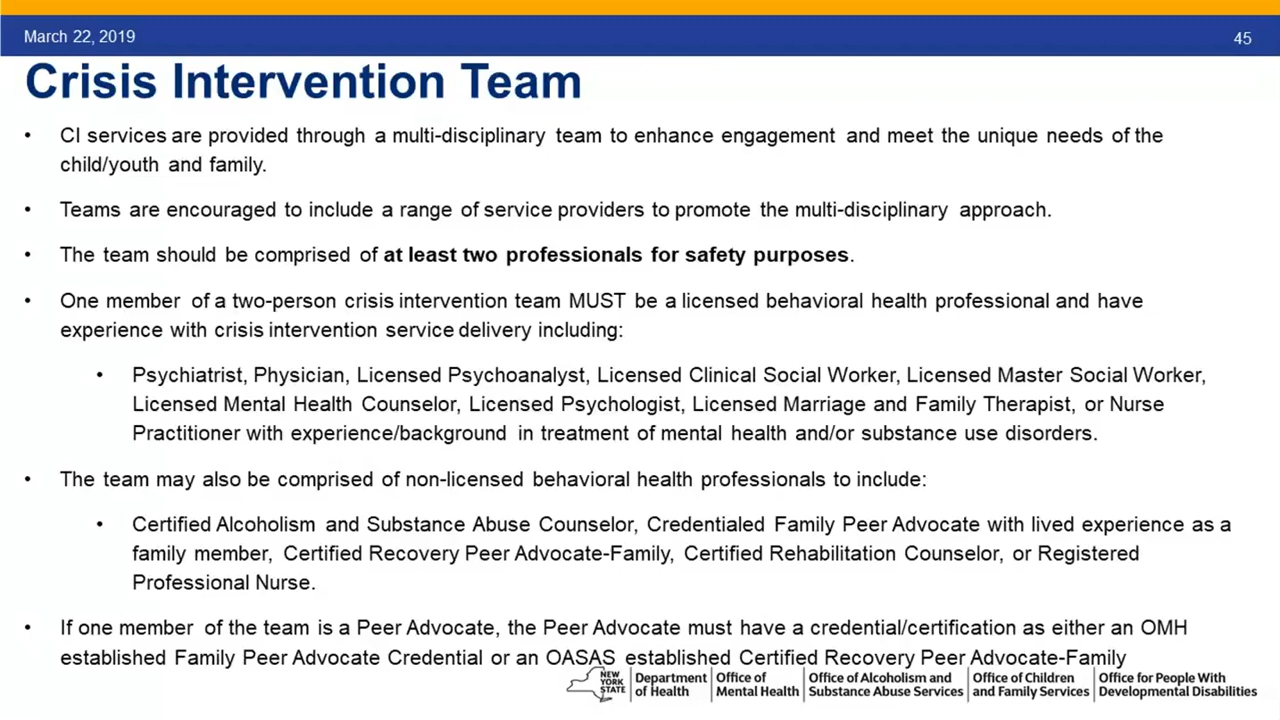 March 22, 2019
45
Crisis Intervention Team
• CI services are provided through a multi-disciplinary team to enhance engagement and meet the unique needs of the
child/youth and family.
• Teams are encouraged to include a range of service providers to promote the multi-disciplinary approach.
• The team should be comprised of at least two professionals for safety purposes.
• One member of a two-person crisis intervention team MUST be a licensed behavioral health professional and have
experience with crisis intervention service delivery including:
• Psychiatrist, Physician, Licensed Psychoanalyst, Licensed Clinical Social Worker, Licensed Master Social Worker,
Licensed Mental Health Counselor, Licensed Psychologist, Licensed Marriage and Family Therapist, or Nurse
Practitioner with experience/background in treatment of mental health and/or substance use disorders.
• The team may also be comprised of non-licensed behavioral health professionals to include:
• Certified Alcoholism and Substance Abuse Counselor, Credentialed Family Peer Advocate with lived experience as a
family member, Certified Recovery Peer Advocate-Family, Certified Rehabilitation Counselor, or Registered
Professional Nurse.
• If one member of the team is a Peer Advocate, the Peer Advocate must have a credential/certification as either an OMH
established Family Peer Advocate Credential or an OASAS established Certified Recovery Peer Advocate-Family
NEW
YORK
STATE
Department
of Health
Office of
Mental Health
Office of Alcoholism and
Substance Abuse Services
Office of Children
and Family Services
Office for People With
Developmental Disabilities